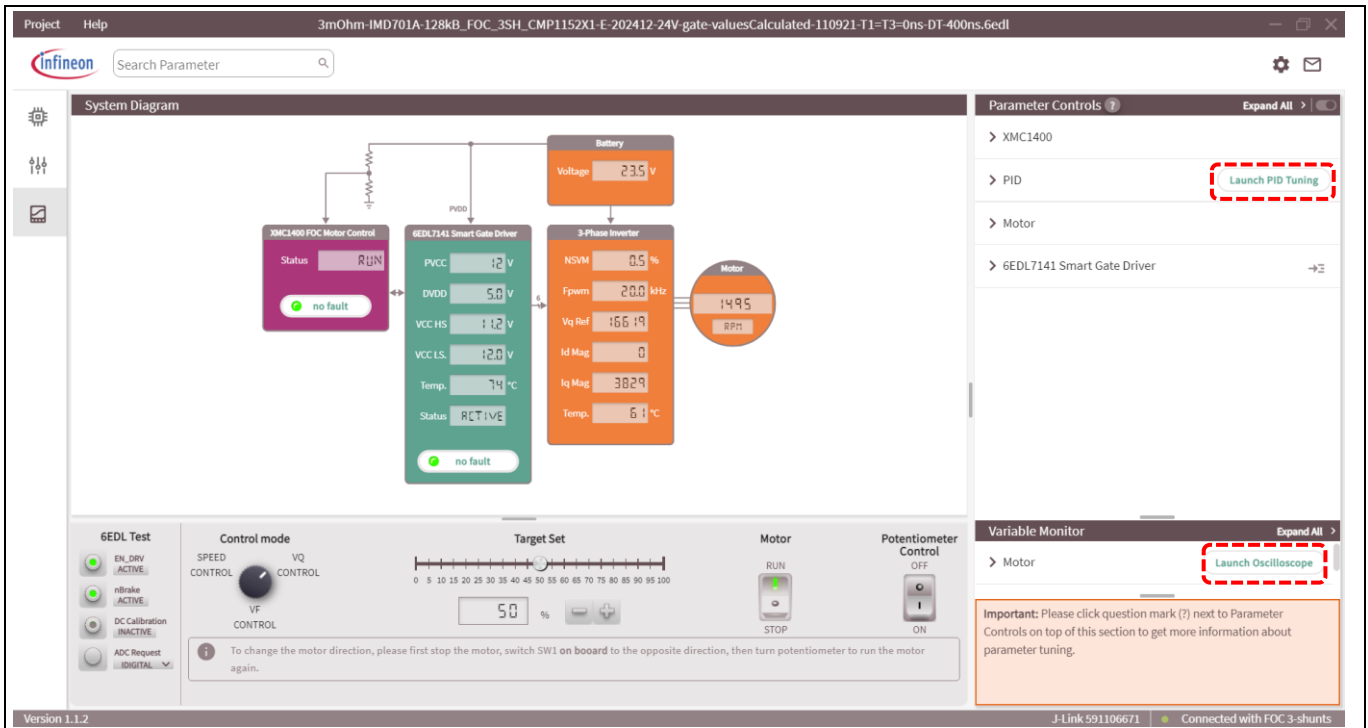 Project Help 3mOhm-IMD701A-128kB_FOC_3SH_CMP1152X1-E-202412-24V-gate-valuesCalculated-110921-T1=T3=0ns-DT-400ns.6edl
infineon Search Parameter
System Diagram
Battery
Voltage 23.5 V
PVDD
XMC1400 FOC Motor Control
Status RUN
no fault
6EDL7141 Smart Gate Driver
PVCC 12 V
DVDD 5.0 V
VCC HS 11.2 V
VCC LS. 12.0 V
Temp. 74 °C
Status ACTIVE
no fault
6
3-Phase Inverter
NSVM 0.5 %
Fpwm 20.0 kHz
Vq Ref 16619
Id Mag 0
Iq Mag 3829
Temp. 61 °C
Motor
1495
RPM
Parameter Controls ? Expand All >
XMC1400
PID Launch PID Tuning
Motor
6EDL7141 Smart Gate Driver
6EDL Test
EN_DRV
ACTIVE
nBrake
ACTIVE
DC Calibration
INACTIVE
ADC Request
IDIGITAL
Control mode
SPEED CONTROL
VQ CONTROL
VF CONTROL
Target Set
0 5 10 15 20 25 30 35 40 45 50 55 60 65 70 75 80 85 90 95 100
50 %
Motor
RUN
STOP
Potentiometer
Control
OFF
ON
To change the motor direction, please first stop the motor, switch SW1 on booard to the opposite direction, then turn potentiometer to run the motor
again.
Variable Monitor Expand All >
Motor Launch Oscilloscope
Important: Please click question mark (?) next to Parameter
Controls on top of this section to get more information about
parameter tuning.
Version 1.1.2 J-Link 591106671 Connected with FOC 3-shunts